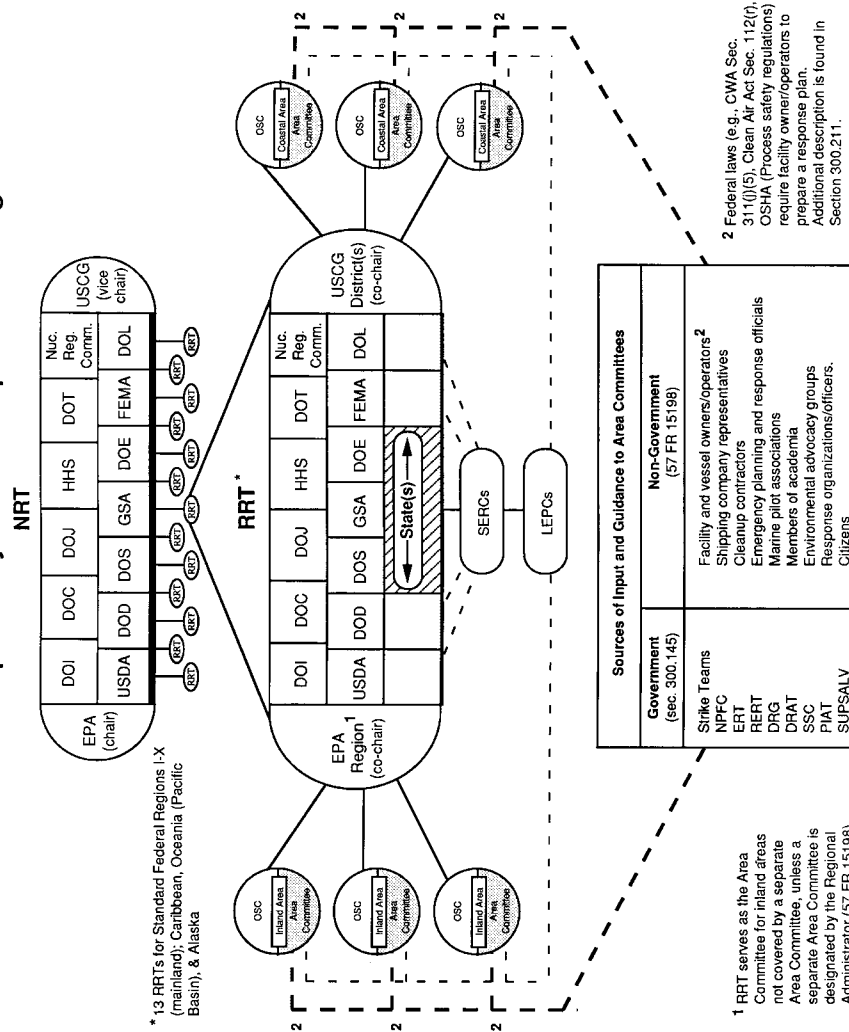 NRT
EPA
(chair)
DOI
DOC
DOJ
HHS
DOT
Nuc.
Reg.
Comm.
USDA
DOD
DOS
GSA
DOE
FEMA
DOL
USCG
(vice
chair)
RRT
RRT
RRT
RRT
RRT
RRT
RRT
RRT
RRT
RRT
RRT
RRT
RRT
* 13 RRTs for Standard Federal Regions I-X
(mainland); Caribbean, Oceania (Pacific
Basin), & Alaska
RRT*
EPA
Region1
(co-chair)
DOI
DOC
DOJ
HHS
DOT
Nuc.
Reg.
Comm.
USDA
DOD
DOS
GSA
DOE
FEMA
DOL
State(s)
USCG
District(s)
(co-chair)
OSC
Inland Area
Area
Committee
OSC
Inland Area
Area
Committee
OSC
Inland Area
Area
Committee
OSC
Coastal Area
Area
Committee
OSC
Coastal Area
Area
Committee
OSC
Coastal Area
Area
Committee
2
2
2
2
2
2
SERCs
LEPCs
Sources of Input and Guidance to Area Committees
Government
(sec. 300.145)
Strike Teams
NPFC
ERT
RERT
DRG
DRAT
SSC
PIAT
SUPSALV
Non-Government
(57 FR 15198)
Facility and vessel owners/operators2
Shipping company representatives
Cleanup contractors
Emergency planning and response officials
Marine pilot associations
Members of academia
Environmental advocacy groups
Response organizations/officers.
Citizens
1 RRT serves as the Area
Committee for inland areas
not covered by a separate
Area Committee, unless a
separate Area Committee is
designated by the Regional
Administrator (57 FR 15198)
2 Federal laws (e.g., CWA Sec.
311(j)(5), Clean Air Act Sec. 112(r),
OSHA (Process safety regulations)
require facility owner/operators to
prepare a response plan.
Additional description is found in
Section 300.211.